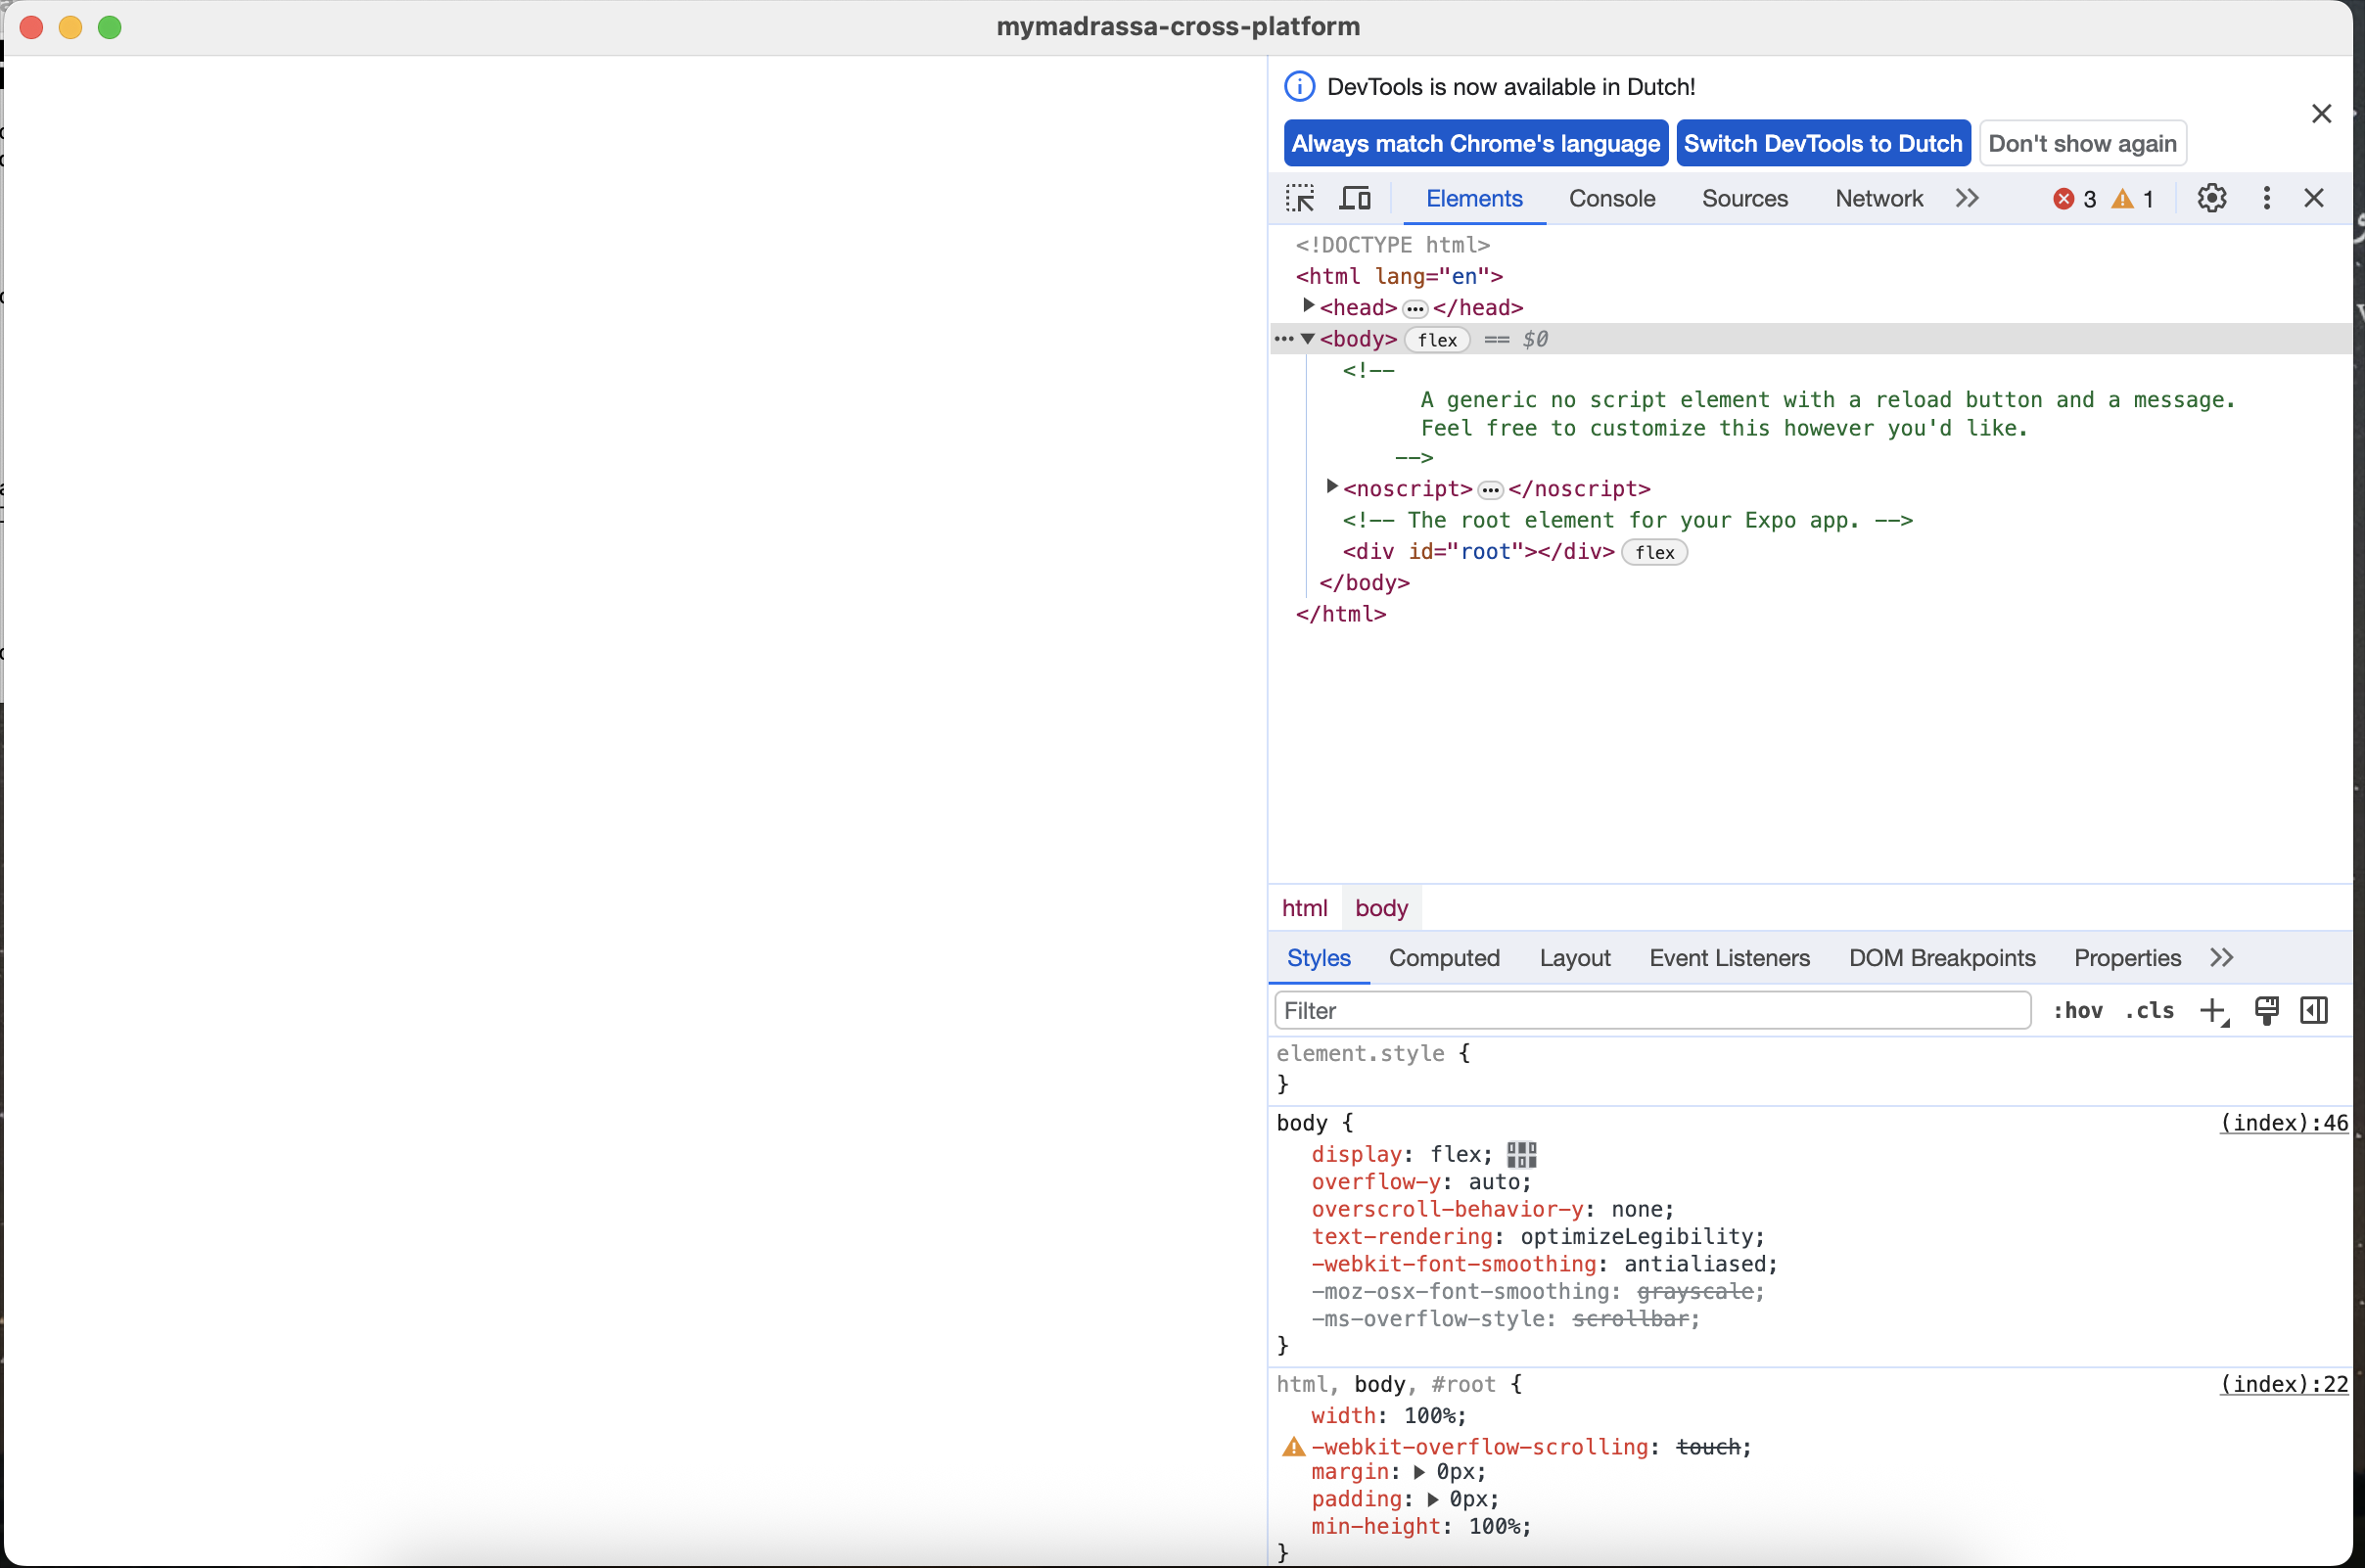 mymadrassa-cross-platform
DevTools is now available in Dutch!
Always match Chrome's language Switch DevTools to Dutch Don't show again
Elements Console Sources Network 3 1
<!DOCTYPE html>
<html lang="en">
<head> ··· </head>
··· <body> flex == $0
<!--
A generic no script element with a reload button and a message.
Feel free to customize this however you'd like.
-->
<noscript> ··· </noscript>
<!-- The root element for your Expo app. -->
<div id="root"></div> flex
</body>
</html>
html body
Styles Computed Layout Event Listeners DOM Breakpoints Properties
Filter :hov .cls
element.style {
}
body { (index):46
display: flex;
overflow-y: auto;
overscroll-behavior-y: none;
text-rendering: optimizeLegibility;
-webkit-font-smoothing: antialiased;
-moz-osx-font-smoothing: grayscale;
-ms-overflow-style: scrollbar;
}
html, body, #root { (index):22
width: 100%;
-webkit-overflow-scrolling: touch;
margin: 0px;
padding: 0px;
min-height: 100%;
}